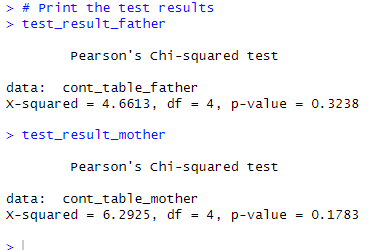 > # Print the test results
> test_result_father
Pearson's Chi-squared test
data:  cont_table_father
X-squared = 4.6613, df = 4, p-value = 0.3238
> test_result_mother
Pearson's Chi-squared test
data:  cont_table_mother
X-squared = 6.2925, df = 4, p-value = 0.1783
>